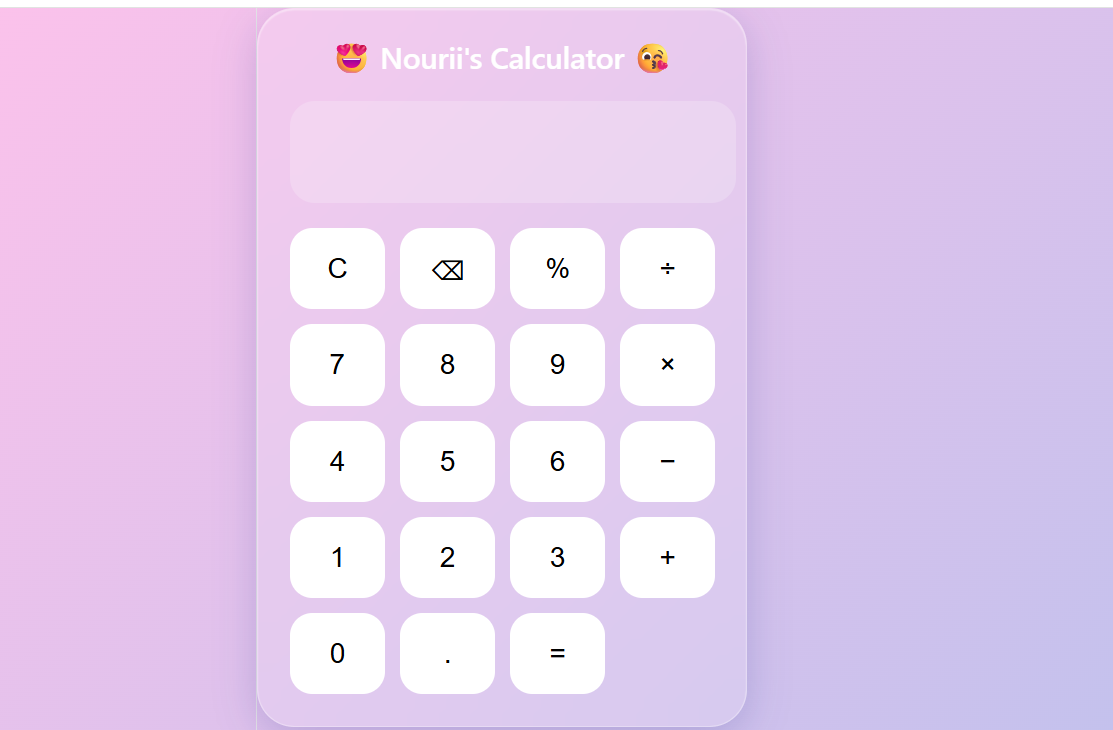 😍 Nourii's Calculator 😘
C ⌫ % ÷
7 8 9 ×
4 5 6 −
1 2 3 +
0 . =